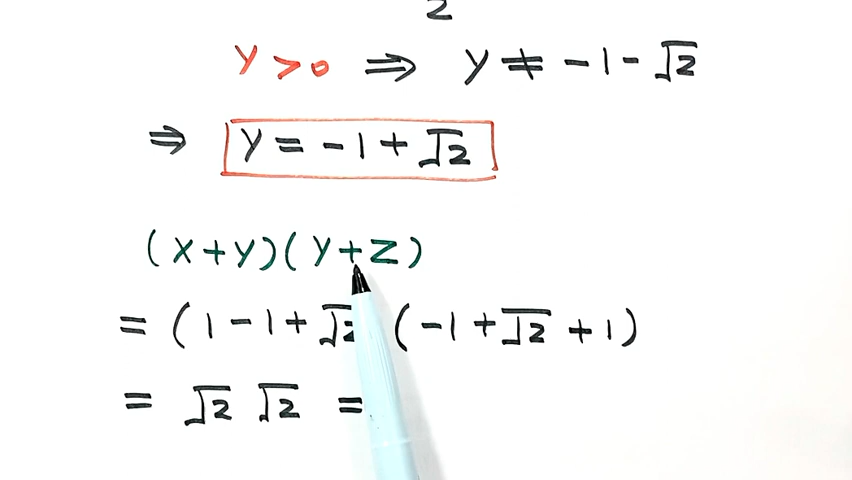 2
Y > 0 ⇒ Y ≠ -1 - √2
⇒ Y = -1 + √2
(X+Y)(Y+Z)
= (1 - 1 + √2 (-1 + √2 + 1)
= √2 √2 =